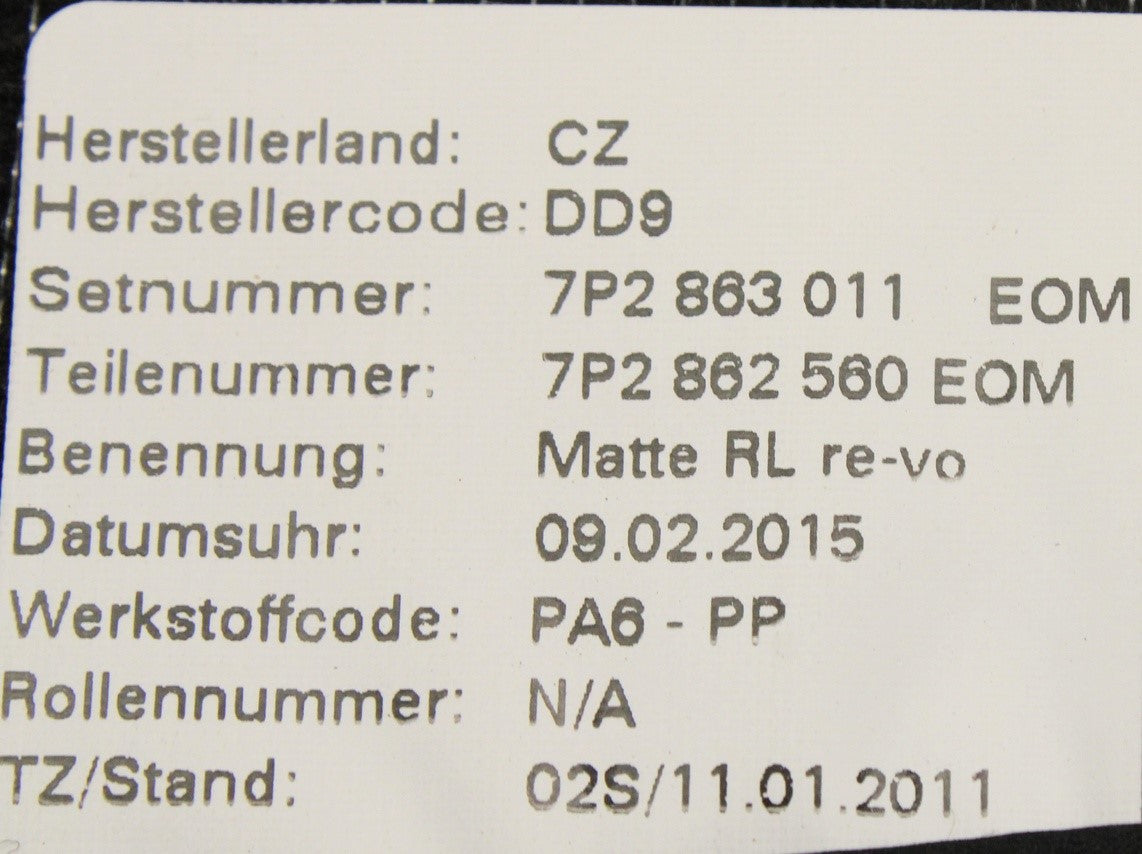 Herstellerland: CZ
Herstellercode: DD9
Setnummer: 7P2 863 011 EOM
Teilenummer: 7P2 862 560 EOM
Benennung: Matte RL re-vo
Datumsuhr: 09.02.2015
Werkstoffcode: PA6 - PP
Rollennummer: N/A
TZ/Stand: 02S/11.01.2011